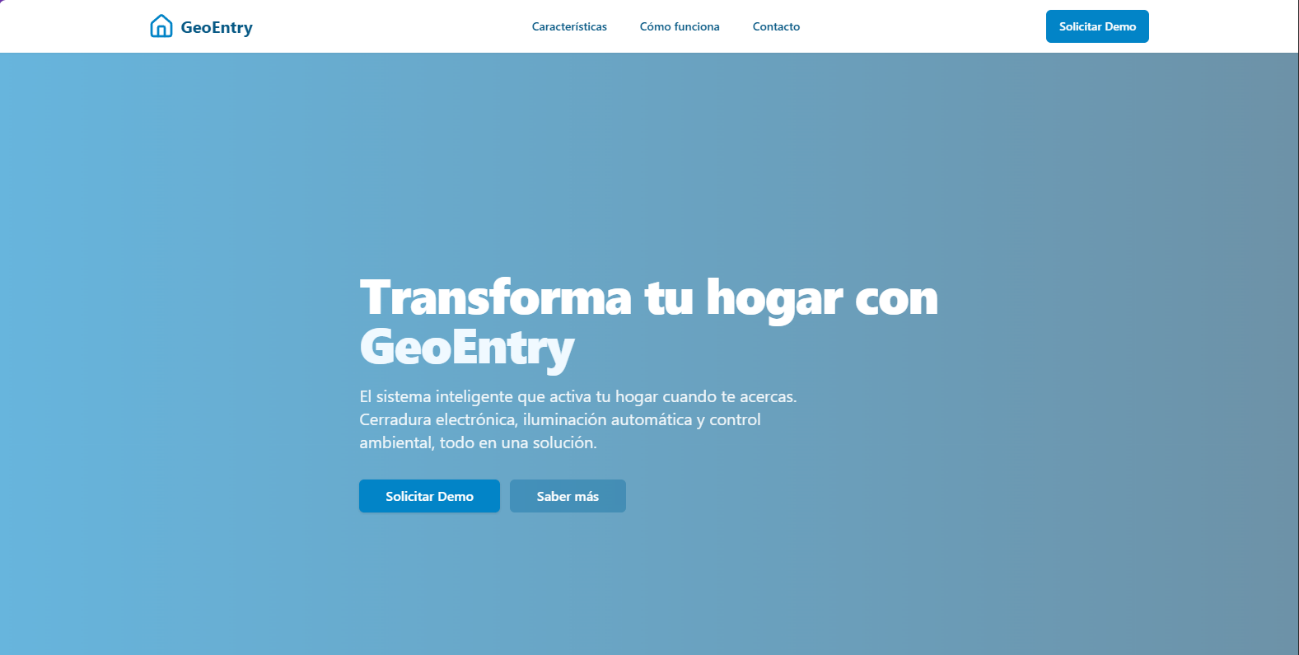 GeoEntry
Características
Cómo funciona
Contacto
Solicitar Demo
Transforma tu hogar con
GeoEntry
El sistema inteligente que activa tu hogar cuando te acercas.
Cerradura electrónica, iluminación automática y control
ambiental, todo en una solución.
Solicitar Demo
Saber más